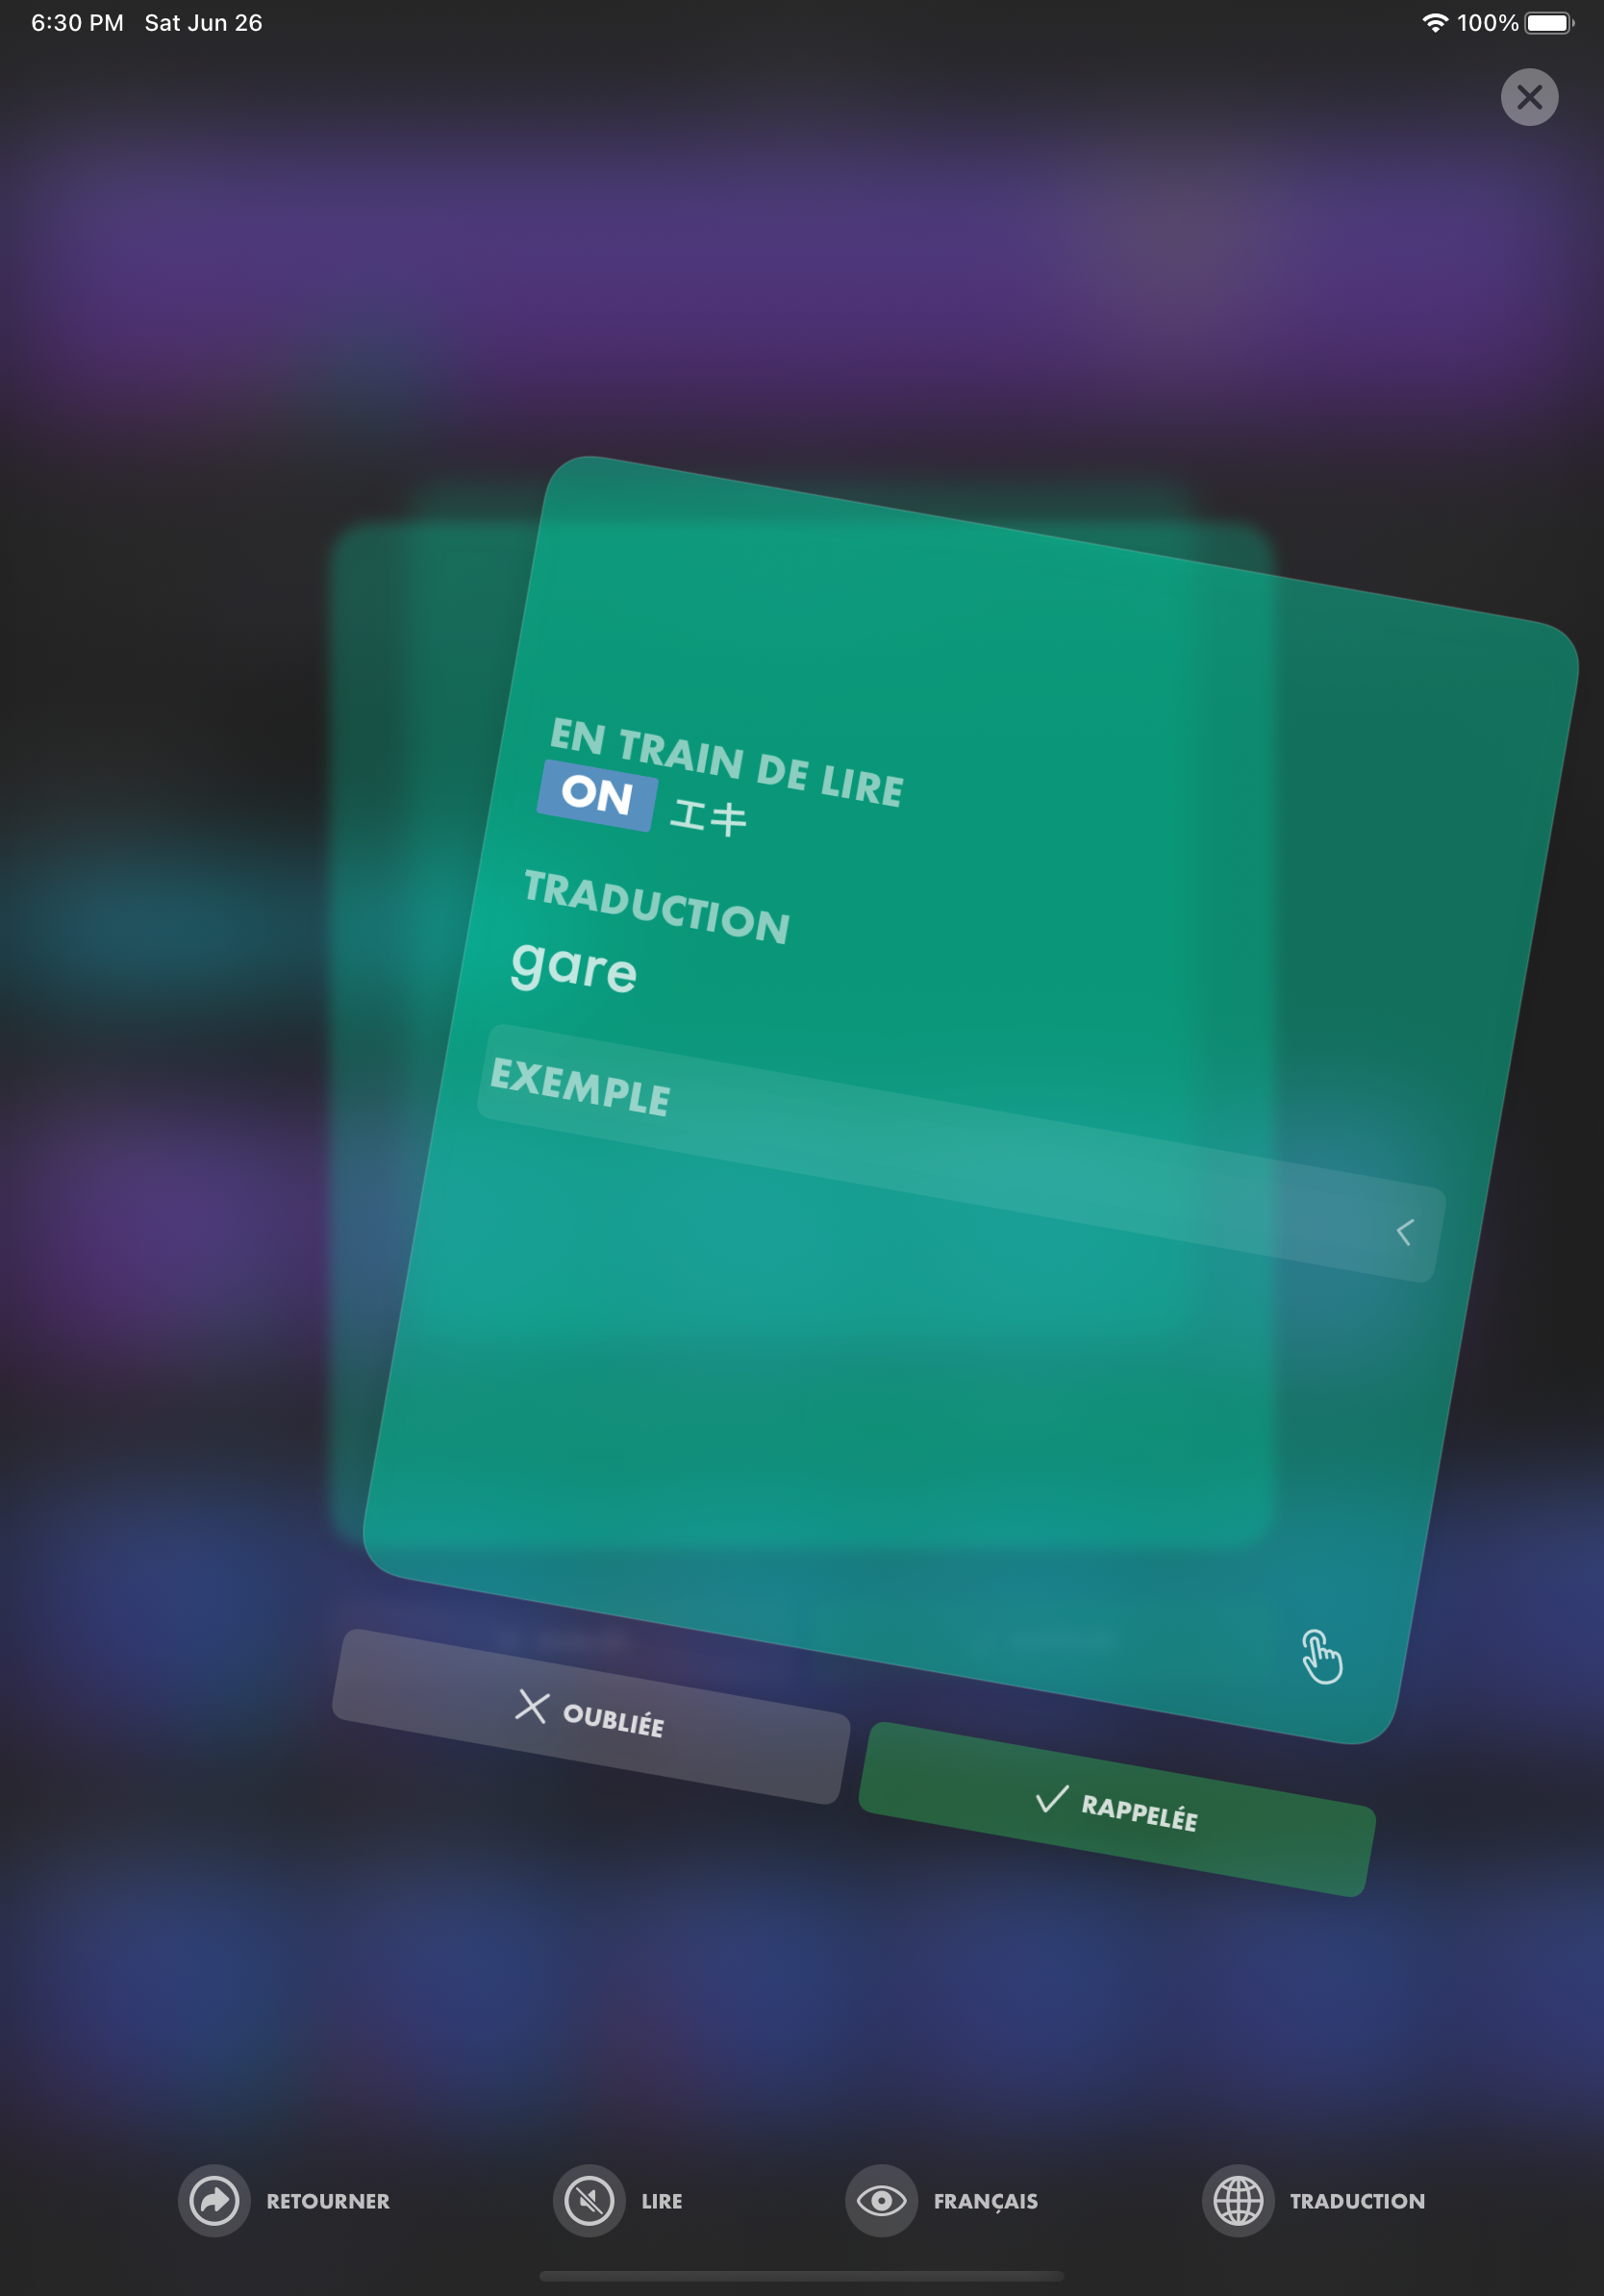 6:30 PM Sat Jun 26 100%
EN TRAIN DE LIRE
ON エキ
TRADUCTION
gare
EXEMPLE
OUBLIÉE
RAPPELÉE
RETOURNER LIRE FRANÇAIS TRADUCTION